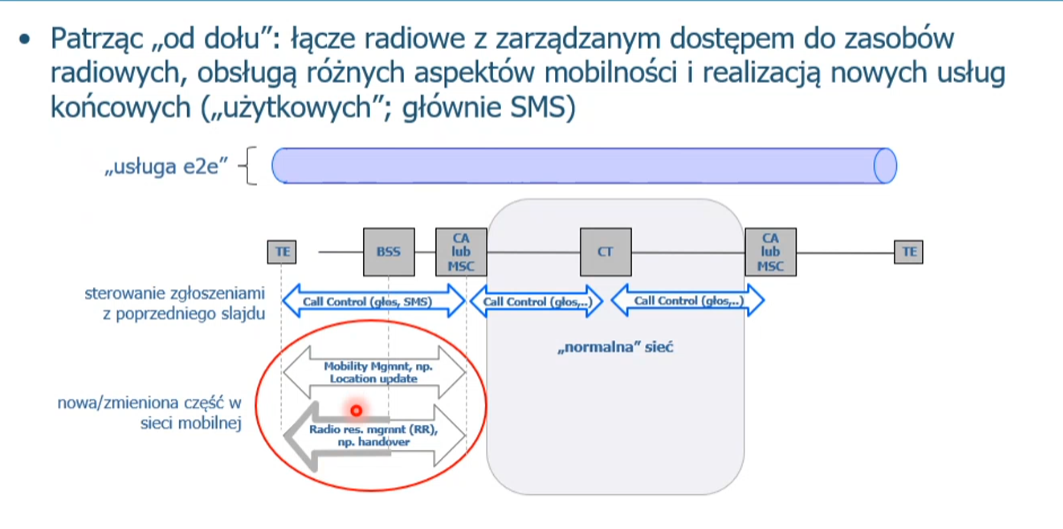 • Patrząc „od dołu”: łącze radiowe z zarządzanym dostępem do zasobów
radiowych, obsługą różnych aspektów mobilności i realizacją nowych usług
końcowych („użytkowych”; głównie SMS)
„usługa e2e”
TE
BSS
CA
lub
MSC
CT
CA
lub
MSC
TE
sterowanie zgłoszeniami
z poprzedniego slajdu
Call Control (głos, SMS)
Call Control (głos,..)
Call Control (głos,..)
„normalna” sieć
Mobility Mgmnt, np.
Location update
nowa/zmieniona część w
sieci mobilnej
Radio res. mgmnt (RR),
np. handover